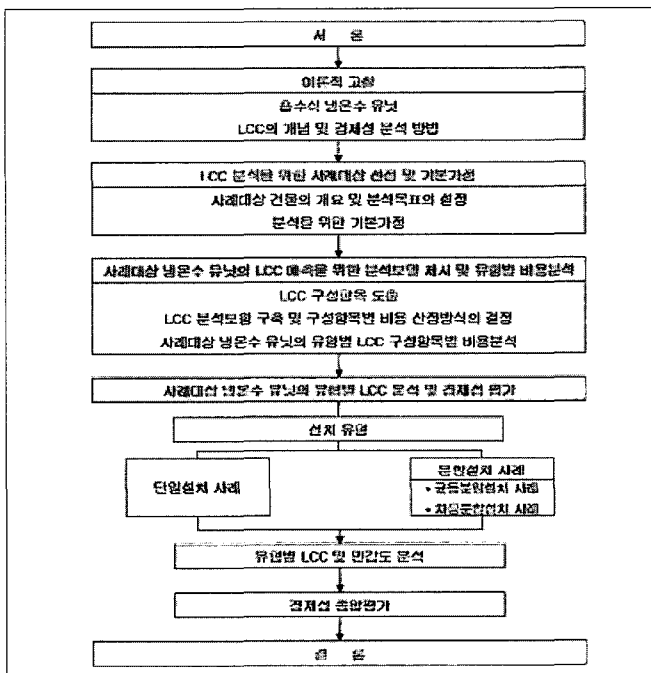 서 론
이론적 고찰
흡수식 냉온수 유닛
LCC의 개념 및 경제성 분석 방법
LCC 분석을 위한 사례대상 선정 및 기본가정
사례대상 건물의 개요 및 분석목표의 설정
분석을 위한 기본가정
사례대상 냉온수 유닛의 LCC 예측을 위한 분석모델 제시 및 유형별 비용분석
LCC 구성항목 도출
LCC 분석모형 구축 및 구성항목별 비용 산정방식의 결정
사례대상 냉온수 유닛의 유형별 LCC 구성항목별 비용분석
사례대상 냉온수 유닛의 유형별 LCC 분석 및 경제성 평가
설치 유형
단일설치 사례
분할설치 사례
• 균등분할설치 사례
• 차등분할설치 사례
유형별 LCC 및 민감도 분석
경제성 종합평가
결 론